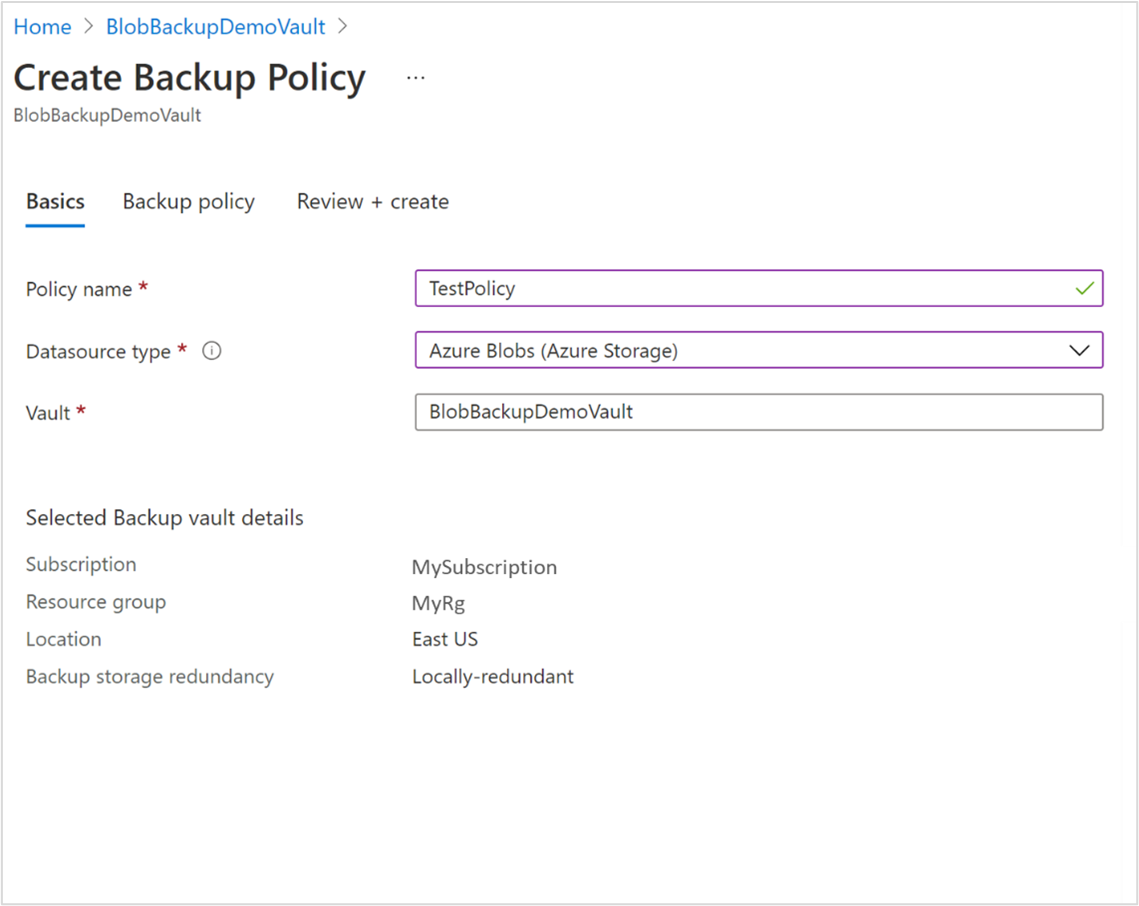 Home > BlobBackupDemoVault >
Create Backup Policy ...
BlobBackupDemoVault
Basics Backup policy Review + create
Policy name * TestPolicy
Datasource type * Azure Blobs (Azure Storage)
Vault * BlobBackupDemoVault
Selected Backup vault details
Subscription MySubscription
Resource group MyRg
Location East US
Backup storage redundancy Locally-redundant